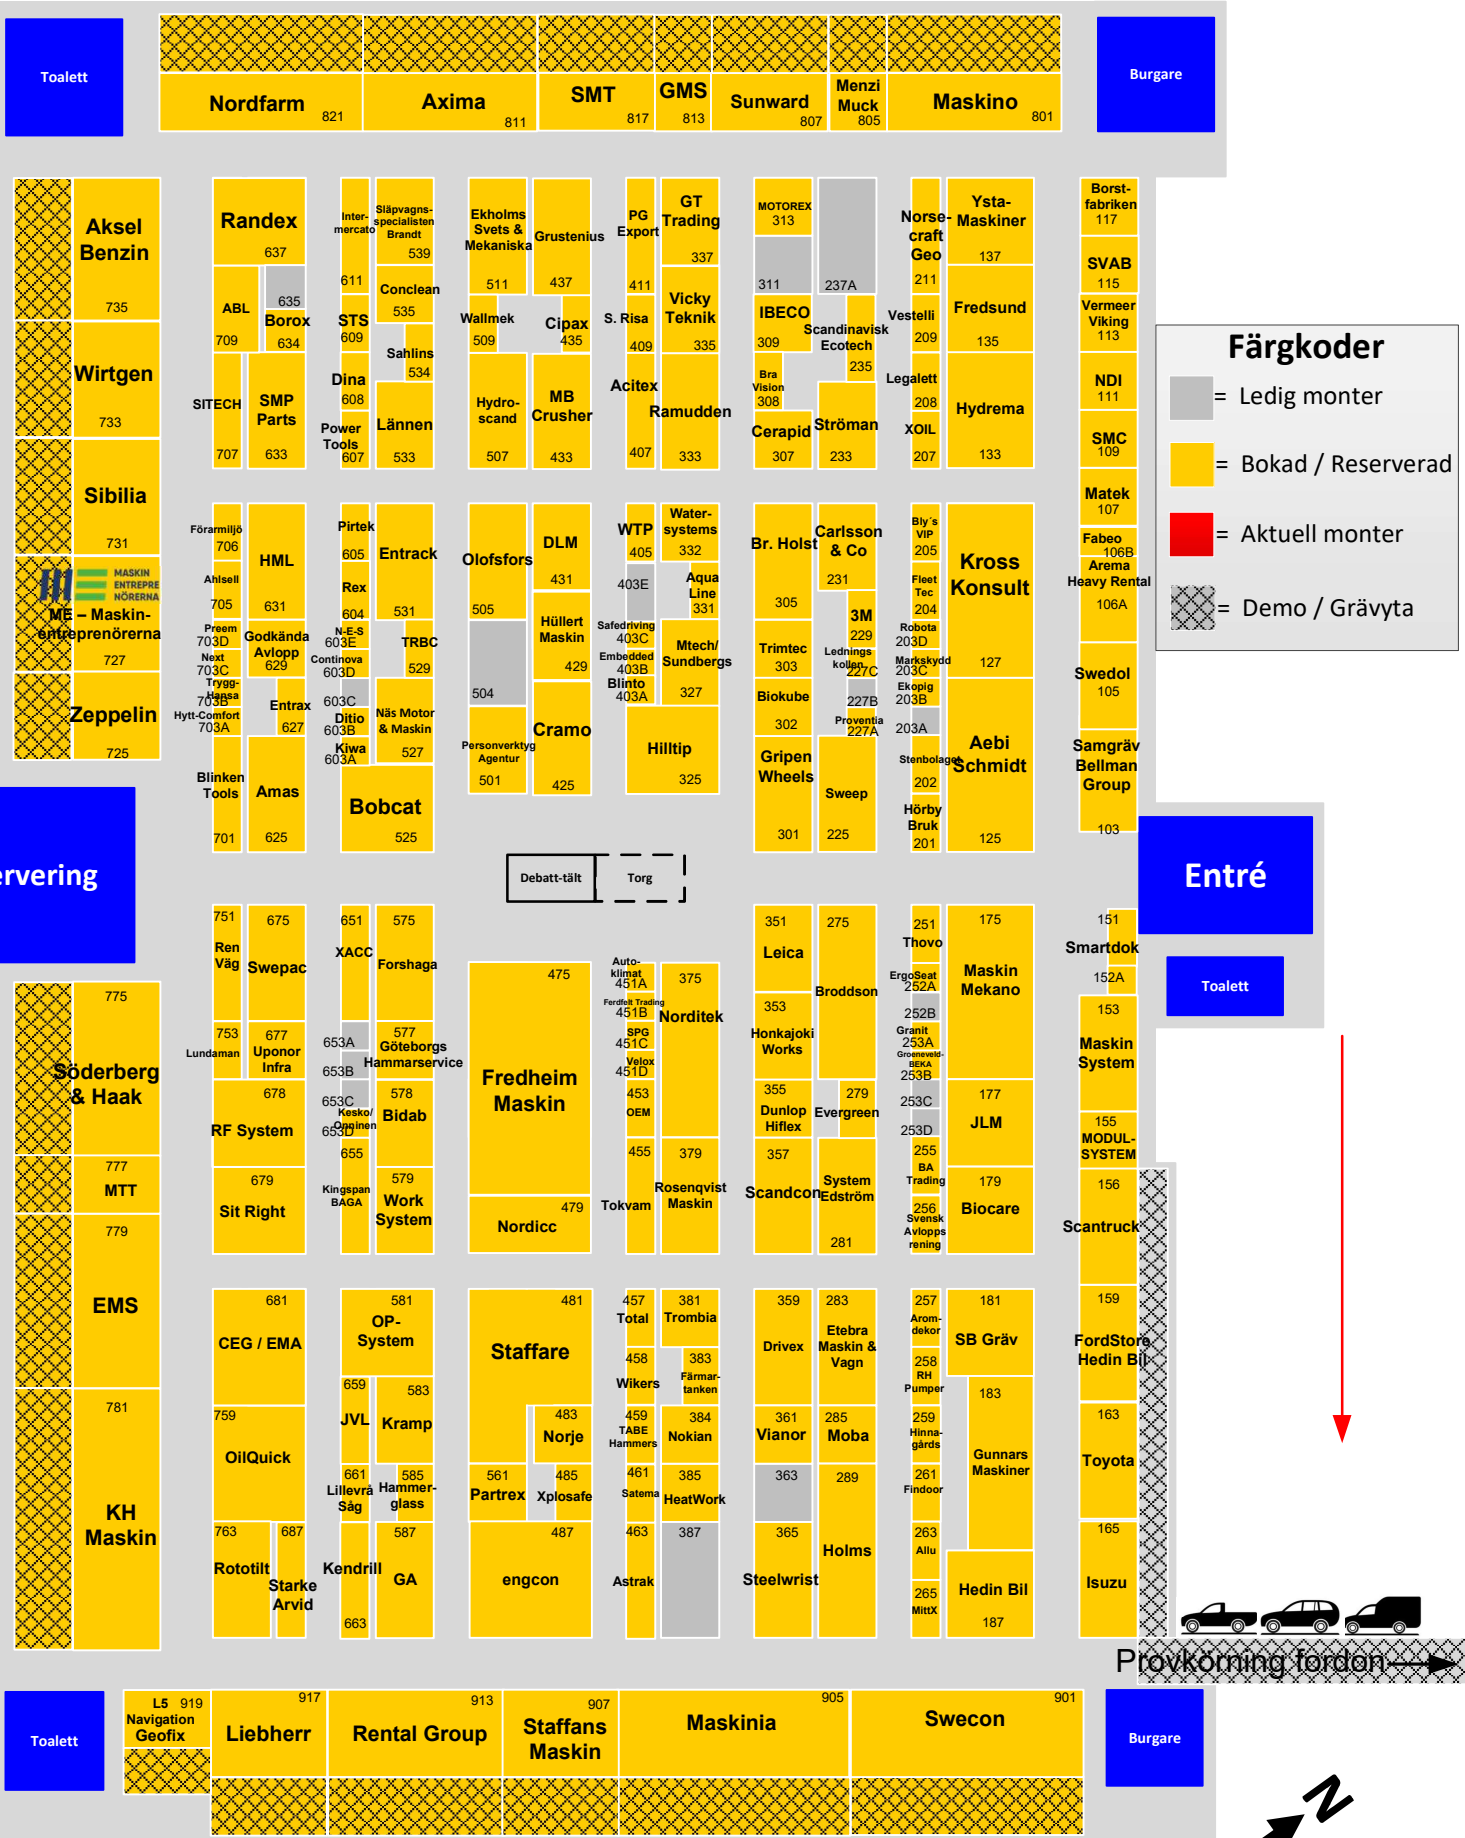 Toalett
Nordfarm
821
Axima
811
SMT
817
GMS
813
Sunward
807
Menzi
Muck
805
Maskino
801
Burgare
Aksel
Benzin
735
Wirtgen
733
Sibilia
731
MASKIN
ENTREPRE
NÖRERNA
ME – Maskin-
entreprenörerna
727
Zeppelin
725
Randex
637
ABL
709
635
Borox
634
SITECH
707
SMP
Parts
633
Inter-
mercato
611
Släpvagns-
specialisten
Brandt
539
Conclean
535
STS
609
Sahlins
534
Dina
608
Power
Tools
607
Lännen
533
Ekholms
Svets &
Mekaniska
511
Grustenius
437
Wallmek
509
Cipax
435
Hydro-
scand
507
MB
Crusher
433
PG
Export
411
GT
Trading
337
S. Risa
409
Vicky
Teknik
335
Acitex
407
Ramudden
333
MOTOREX
313
311
237A
IBECO
309
Scandinavisk
Ecotech
235
Bra
Vision
308
Cerapid
307
Ströman
233
Norse-
craft
Geo
211
Ysta-
Maskiner
137
Vestelli
209
Fredsund
135
Legalett
208
XOIL
207
Hydrema
133
Borst-
fabriken
117
SVAB
115
Vermeer
Viking
113
NDI
111
SMC
109
Matek
107
Fabeo
106B
Arema
Heavy Rental
106A
Swedol
105
Samgräv
Bellman
Group
103
Färgkoder
= Ledig monter
= Bokad / Reserverad
= Aktuell monter
= Demo / Grävyta
Förarmiljö
706
HML
631
Ahlsell
705
Preem
703D
Next
703C
Godkända
Avlopp
629
Trygg-
Hansa
703B
Hytt-Comfort
703A
Entrax
627
Blinken
Tools
701
Amas
625
Pirtek
605
Entrack
531
Rex
604
N-E-S
603E
Continova
603D
TRBC
529
603C
Ditio
603B
Kiwa
603A
Näs Motor
& Maskin
527
Bobcat
525
Olofsfors
505
DLM
431
504
Hüllert
Maskin
429
Personverktyg
Agentur
501
Cramo
425
WTP
405
Water-
systems
332
403E
Aqua
Line
331
Safedriving
403C
Embedded
403B
Blinto
403A
Mtech/
Sundbergs
327
Hilltip
325
Br. Holst
305
Carlsson
& Co
231
Trimtec
303
3M
229
Lednings
kollen
227C
Biokube
302
227B
Proventia
227A
Gripen
Wheels
301
Sweep
225
Bly´s
VIP
205
Kross
Konsult
127
Fleet
Tec
204
Robota
203D
Markskydd
203C
Ekopig
203B
203A
Stenbolaget
202
Aebi
Schmidt
125
Hörby
Bruk
201
ervering
Debatt-tält
Torg
Entré
Toalett
775
Söderberg
& Haak
777
MTT
779
EMS
781
KH
Maskin
751
Ren
Väg
675
Swepac
753
Lundaman
677
Uponor
Infra
678
RF System
679
Sit Right
651
XACC
575
Forshaga
653A
653B
577
Göteborgs
Hammarservice
653C
Kesko/
Onninen
653D
578
Bidab
655
Kingspan
BAGA
579
Work
System
475
Fredheim
Maskin
479
Nordicc
Auto-
klimat
451A
Ferdfelt Trading
451B
SPG
451C
Velox
451D
375
Norditek
453
OEM
455
Tokvam
379
Rosenqvist
Maskin
351
Leica
275
Broddson
353
Honkajoki
Works
355
Dunlop
Hiflex
279
Evergreen
357
Scandcon
System
Edström
281
251
Thovo
175
Maskin
Mekano
ErgoSeat
252A
252B
Granit
253A
Groeneveld-
BEKA
253B
253C
253D
177
JLM
255
BA
Trading
179
Biocare
256
Svensk
Avlopps
rening
151
Smartdok
152A
153
Maskin
System
155
MODUL-
SYSTEM
156
Scantruck
159
FordStore
Hedin Bil
163
Toyota
165
Isuzu
681
CEG / EMA
759
OilQuick
763
Rototilt
687
Starke
Arvid
581
OP-
System
659
JVL
583
Kramp
661
Lillevrå
Såg
585
Hammer-
glass
Kendrill
663
587
GA
481
Staffare
483
Norje
561
Partrex
485
Xplosafe
487
engcon
457
Total
381
Trombia
458
Wikers
383
Färmar-
tanken
459
TABE
Hammers
384
Nokian
461
Satema
385
HeatWork
463
Astrak
387
359
Drivex
283
Etebra
Maskin &
Vagn
361
Vianor
285
Moba
363
289
Holms
365
Steelwrist
257
Arom-
dekor
181
SB Gräv
258
RH
Pumper
183
Gunnars
Maskiner
259
Hinna-
gårds
261
Findoor
263
Allu
265
MittX
Hedin Bil
187
Provkörning fordon
Toalett
L5 919
Navigation
Geofix
917
Liebherr
913
Rental Group
907
Staffans
Maskin
905
Maskinia
901
Swecon
Burgare
N